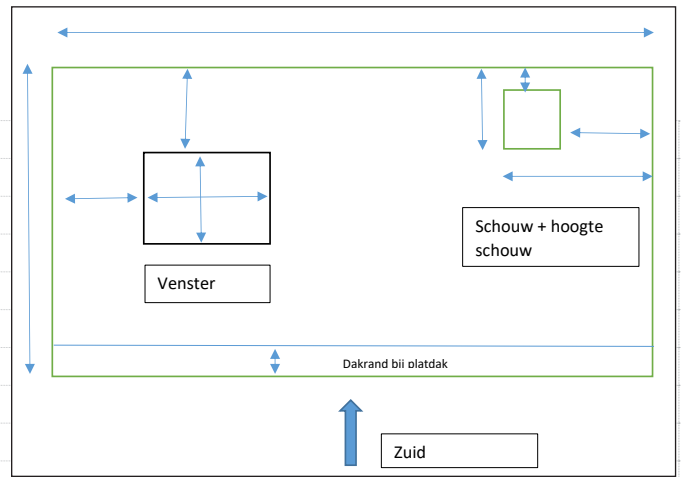 Schouw + hoogte
schouw
Venster
Dakrand bij platdak
Zuid